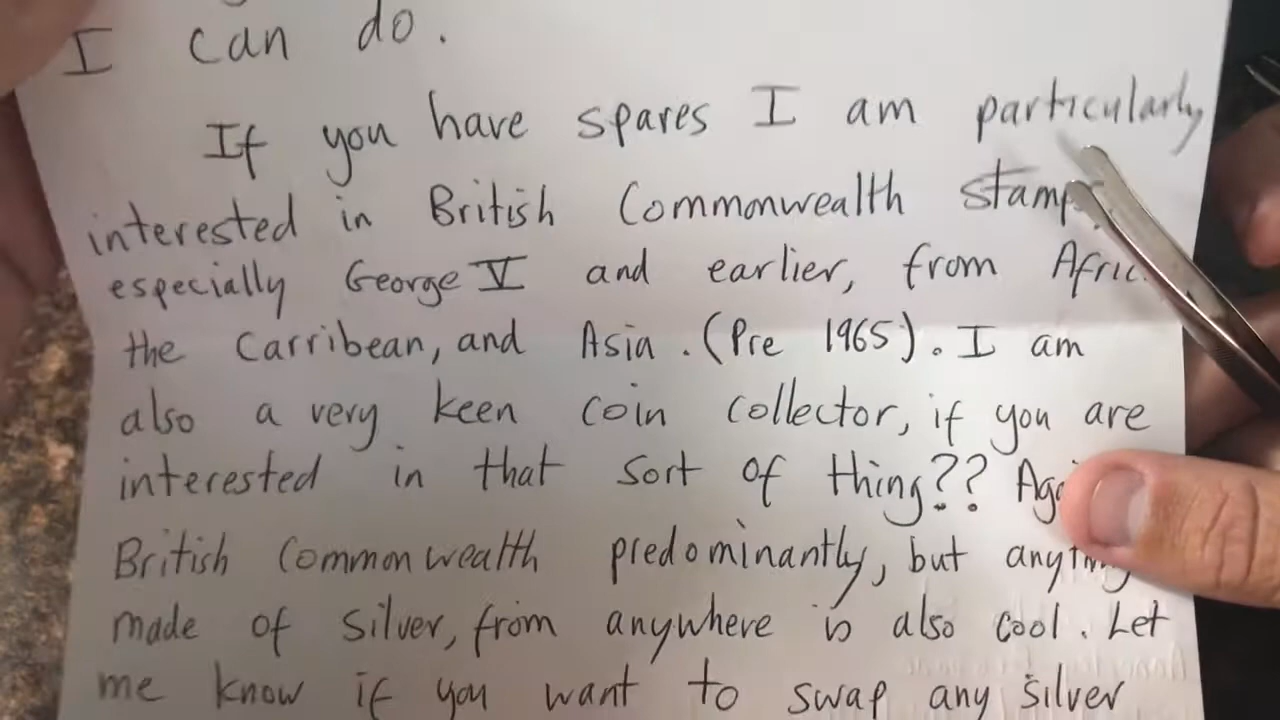 I can do.
If you have spares I am particularly
interested in British Commonwealth stamps
especially George V and earlier, from
the Carribean, and Asia. (Pre 1965). I am
also a very keen coin collector, if you are
interested in that sort of thing??
British Commonwealth predominantly, but anything
made of silver, from anywhere is also cool. Let
me know if you want to swap any silver